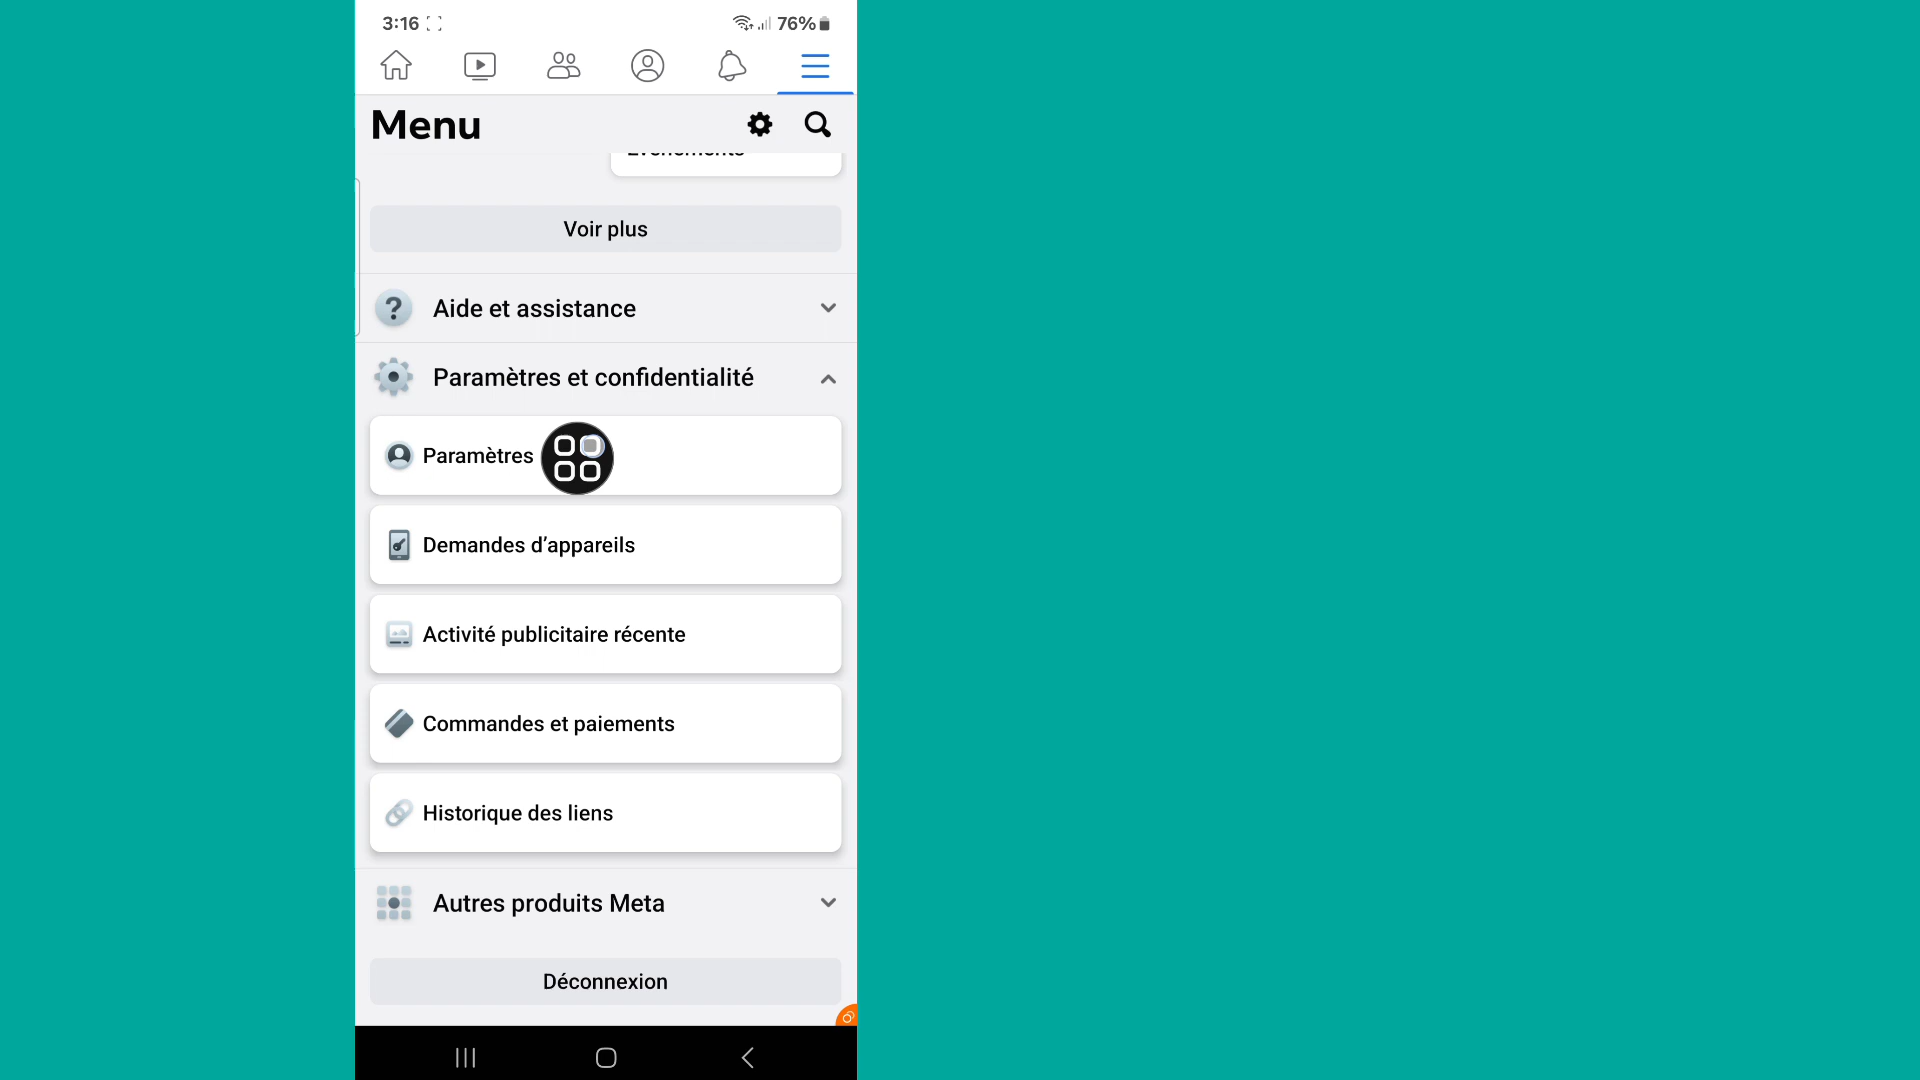 3:16
76%
Menu
Voir plus
Aide et assistance
Paramètres et confidentialité
Paramètres
Demandes d’appareils
Activité publicitaire récente
Commandes et paiements
Historique des liens
Autres produits Meta
Déconnexion